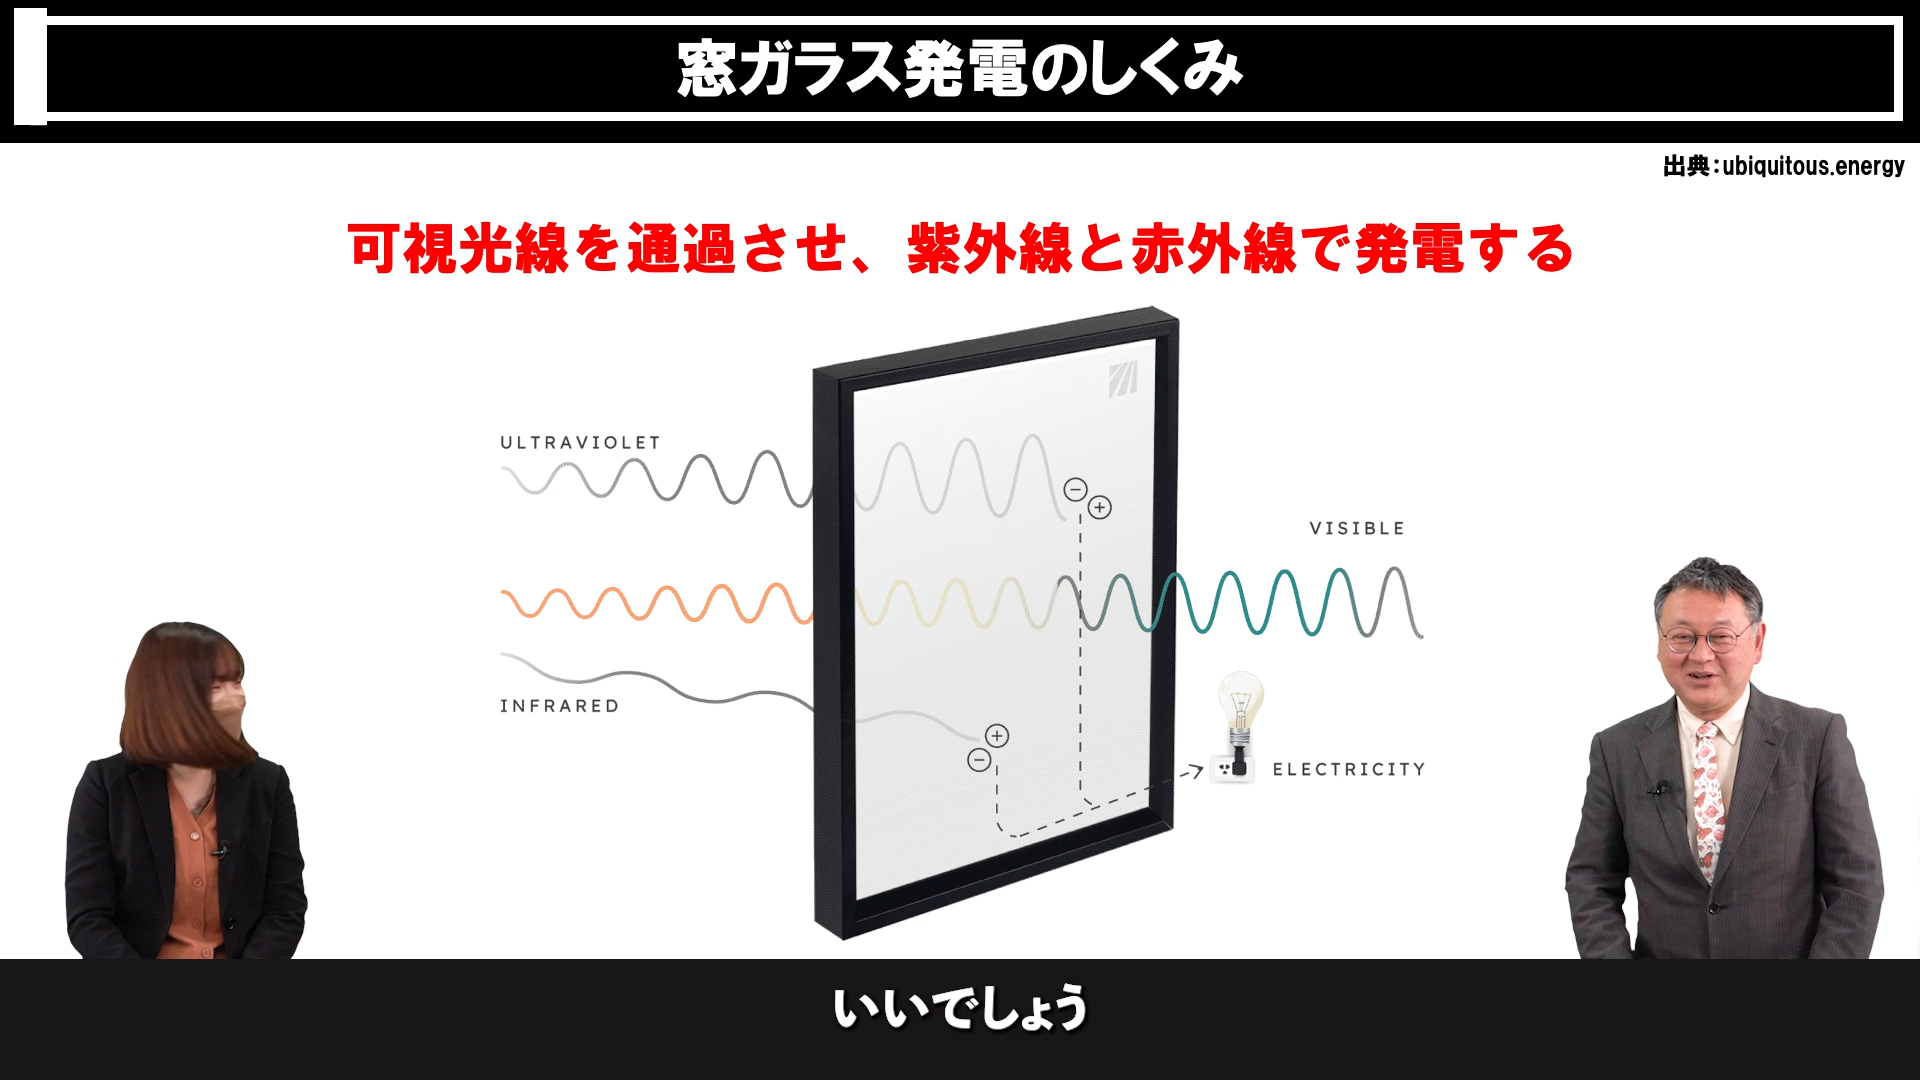 窓ガラス発電のしくみ
出典：ubiquitous.energy
可視光線を通過させ、紫外線と赤外線で発電する
ULTRAVIOLET
VISIBLE
INFRARED
ELECTRICITY
いいでしょう